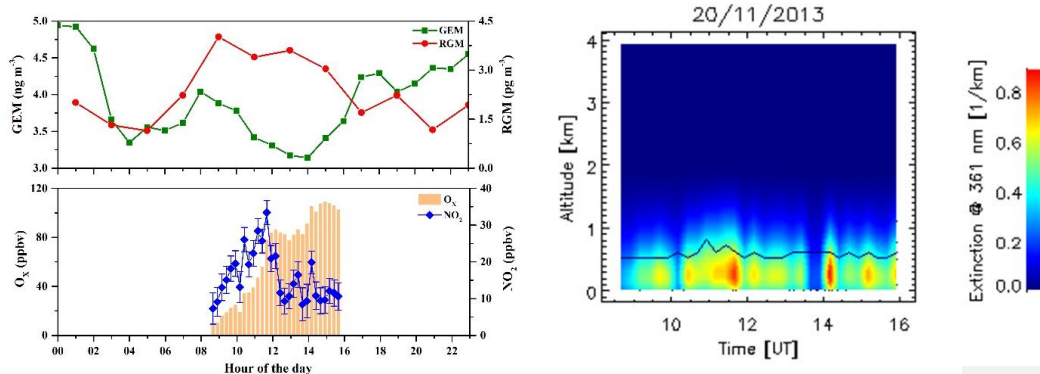 GEM (ng m⁻³)
5.0
4.5
4.0
3.5
3.0
GEM
RGM
4.5
3.0
1.5
0.0
RGM (pg m⁻³)
Oₓ (ppbv)
120
80
40
0
Oₓ
NO₂
40
30
20
10
0
NO₂ (ppbv)
00 02 04 06 08 10 12 14 16 18 20 22
Hour of the day
20/11/2013
Altitude [km]
4
3
2
1
0
10 12 14 16
Time [UT]
Extinction @ 361 nm [1/km]
0.8
0.6
0.4
0.2
0.0